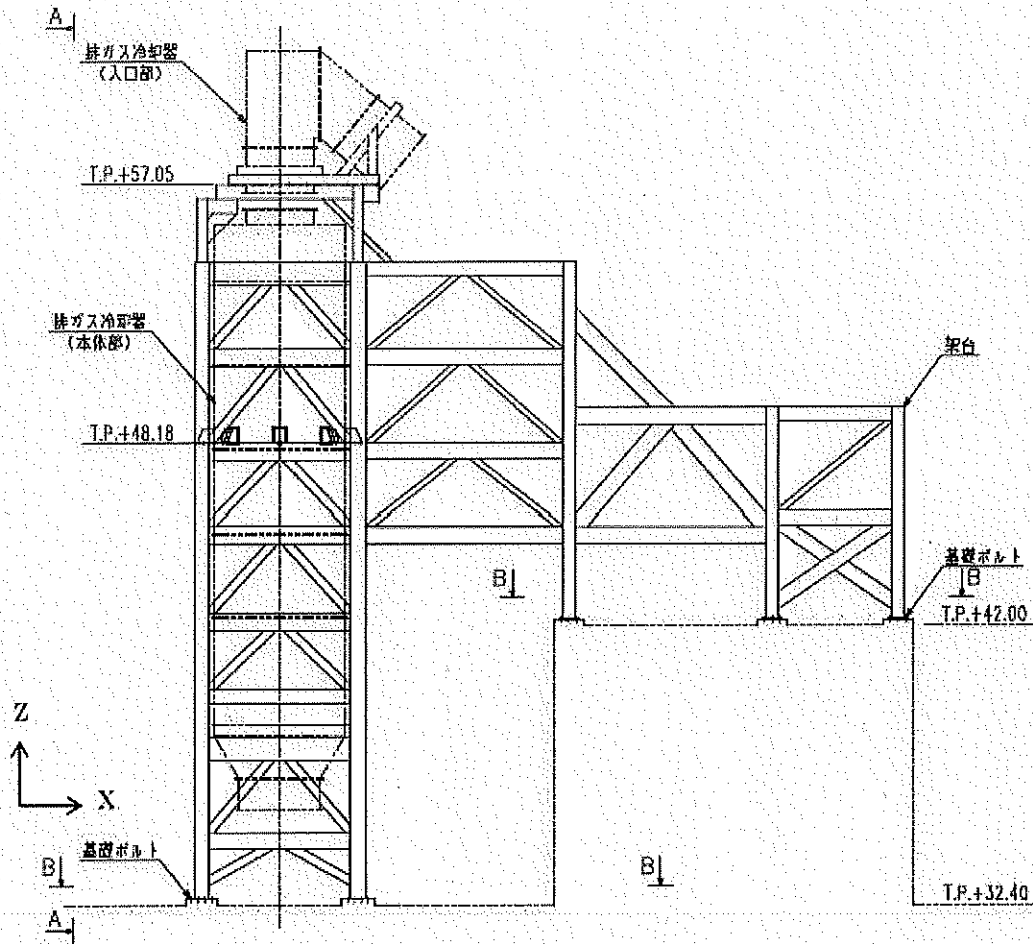 A
排ガス冷却器
(入口部)
T.P.+57.05
排ガス冷却器
(本体部)
架台
T.P.+48.18
基礎ボルト
B
B
T.P.+42.00
Z
X
基礎ボルト
B
B
T.P.+32.40
A